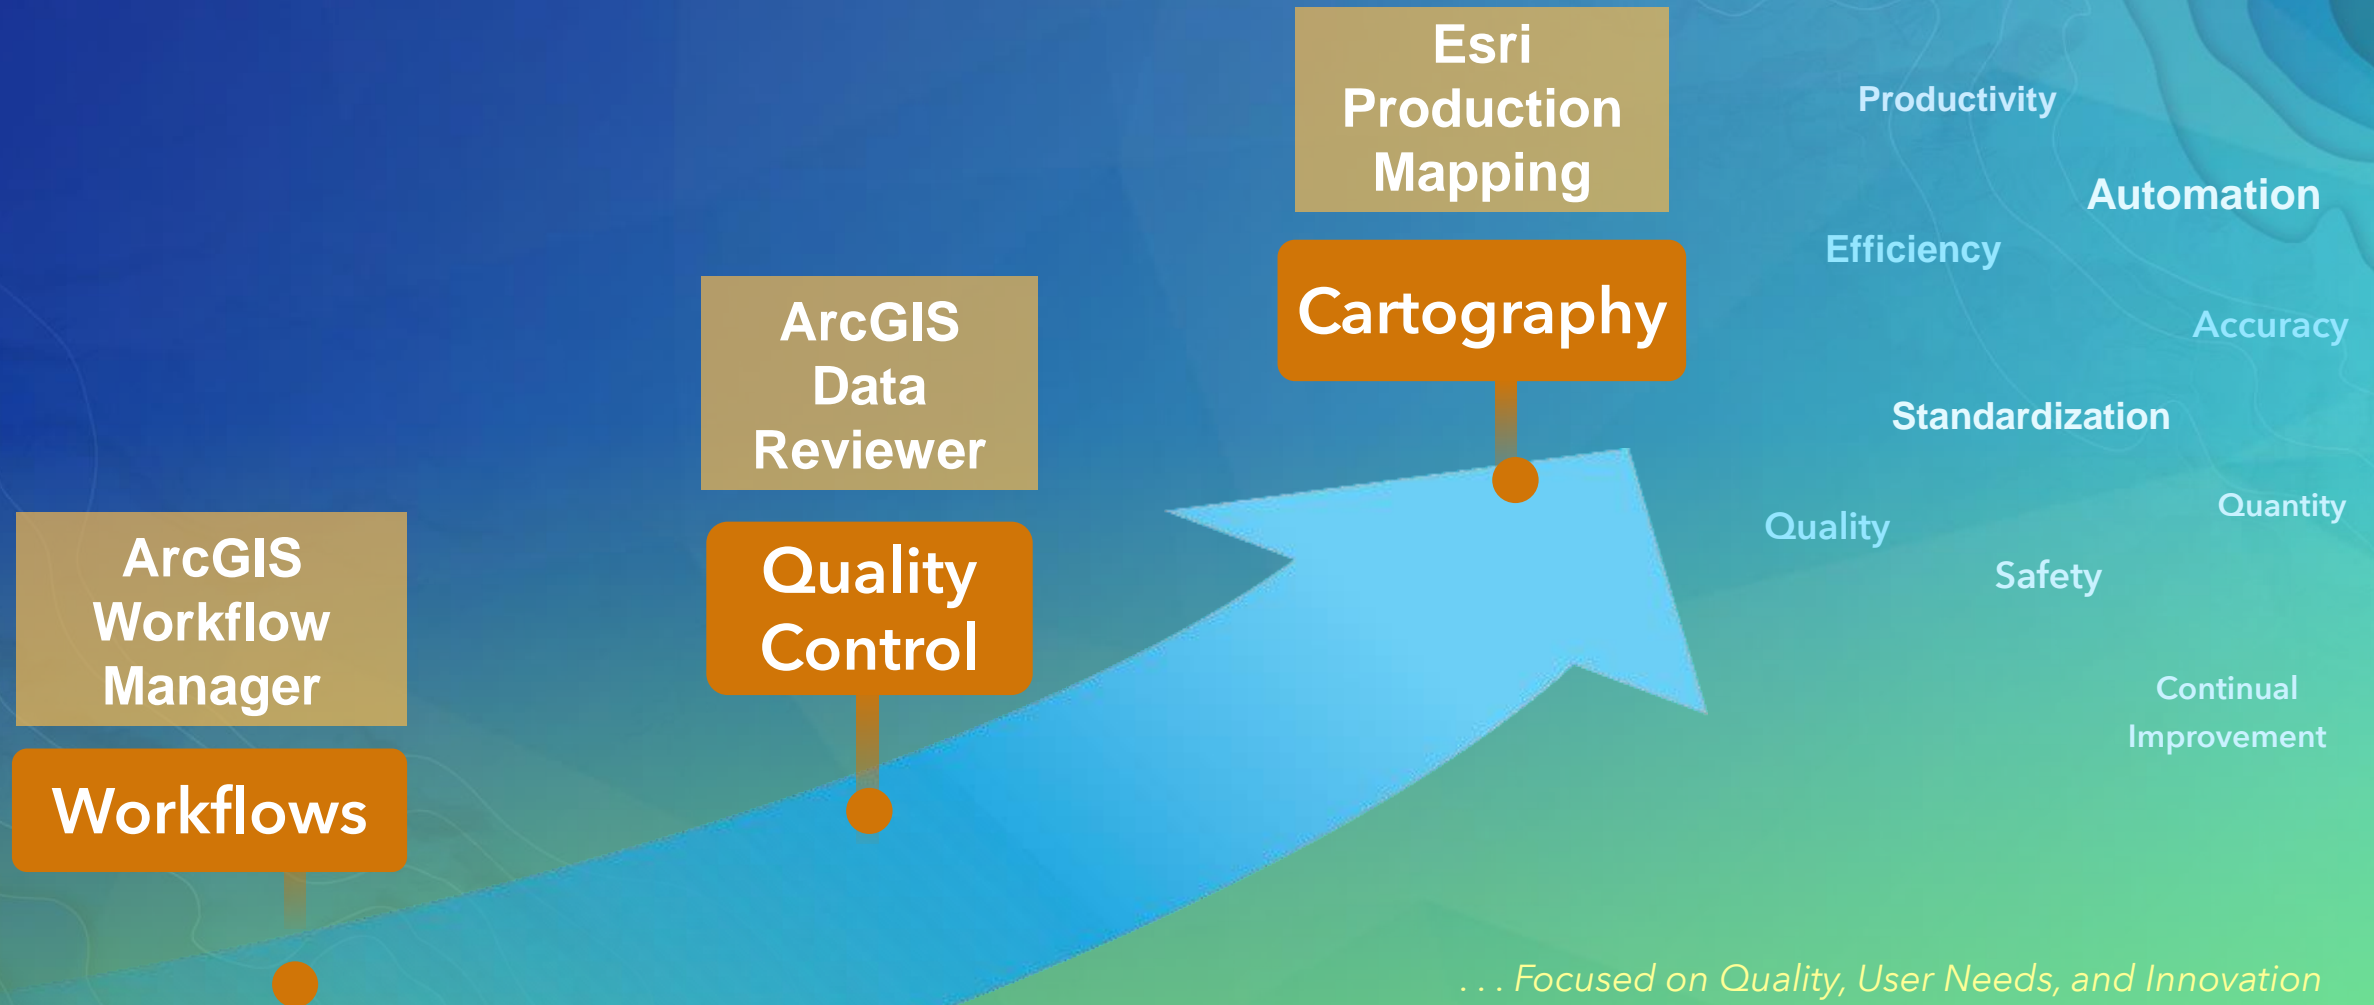 ArcGIS
Workflow
Manager
Workflows
ArcGIS
Data
Reviewer
Quality
Control
Esri
Production
Mapping
Cartography
Productivity
Automation
Efficiency
Accuracy
Standardization
Quantity
Quality
Safety
Continual
Improvement
. . . Focused on Quality, User Needs, and Innovation